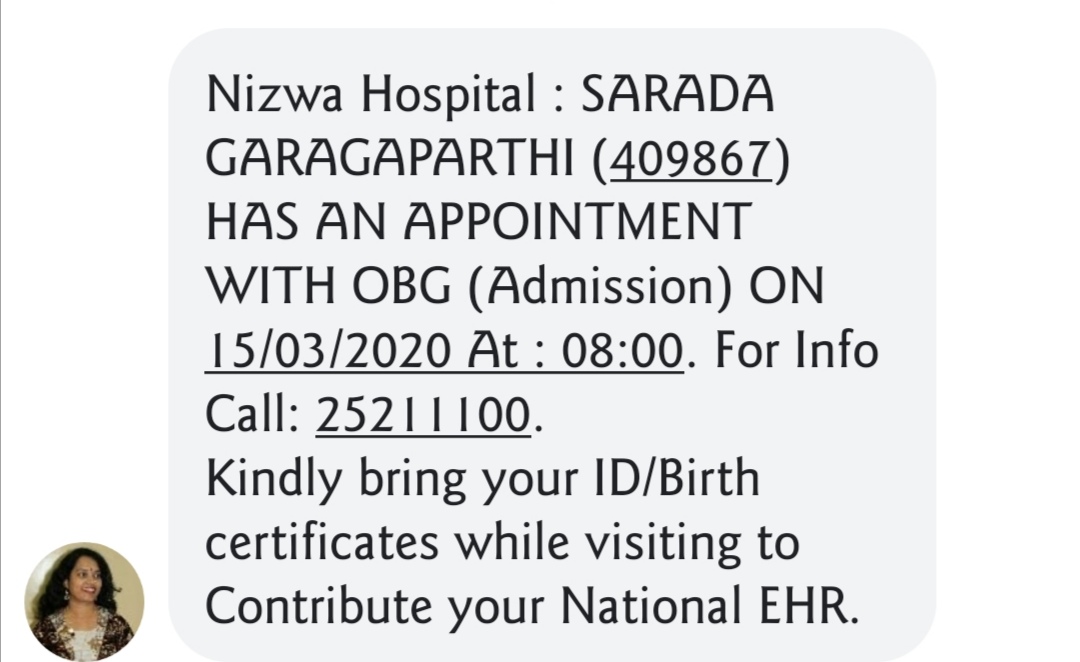 Nizwa Hospital : SARADA
GARAGAPARTHI (409867)
HAS AN APPOINTMENT
WITH OBG (Admission) ON
15/03/2020 At : 08:00. For Info
Call: 25211100.
Kindly bring your ID/Birth
certificates while visiting to
Contribute your National EHR.